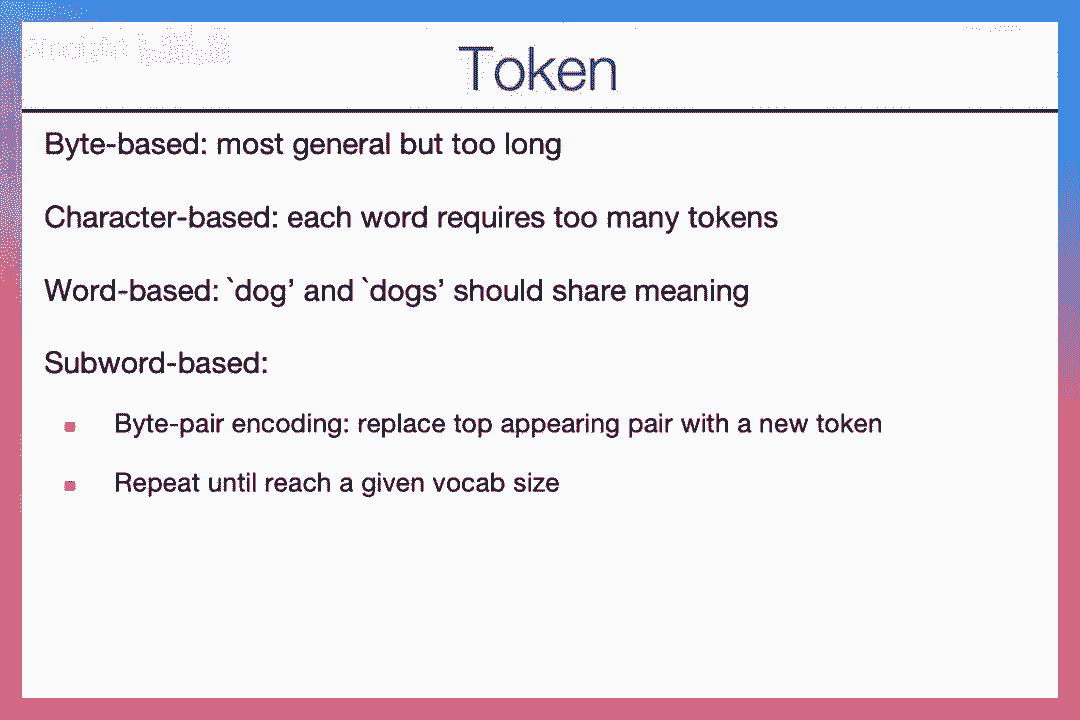 Token
Byte-based: most general but too long
Character-based: each word requires too many tokens
Word-based: `dog’ and `dogs’ should share meaning
Subword-based:
Byte-pair encoding: replace top appearing pair with a new token
Repeat until reach a given vocab size